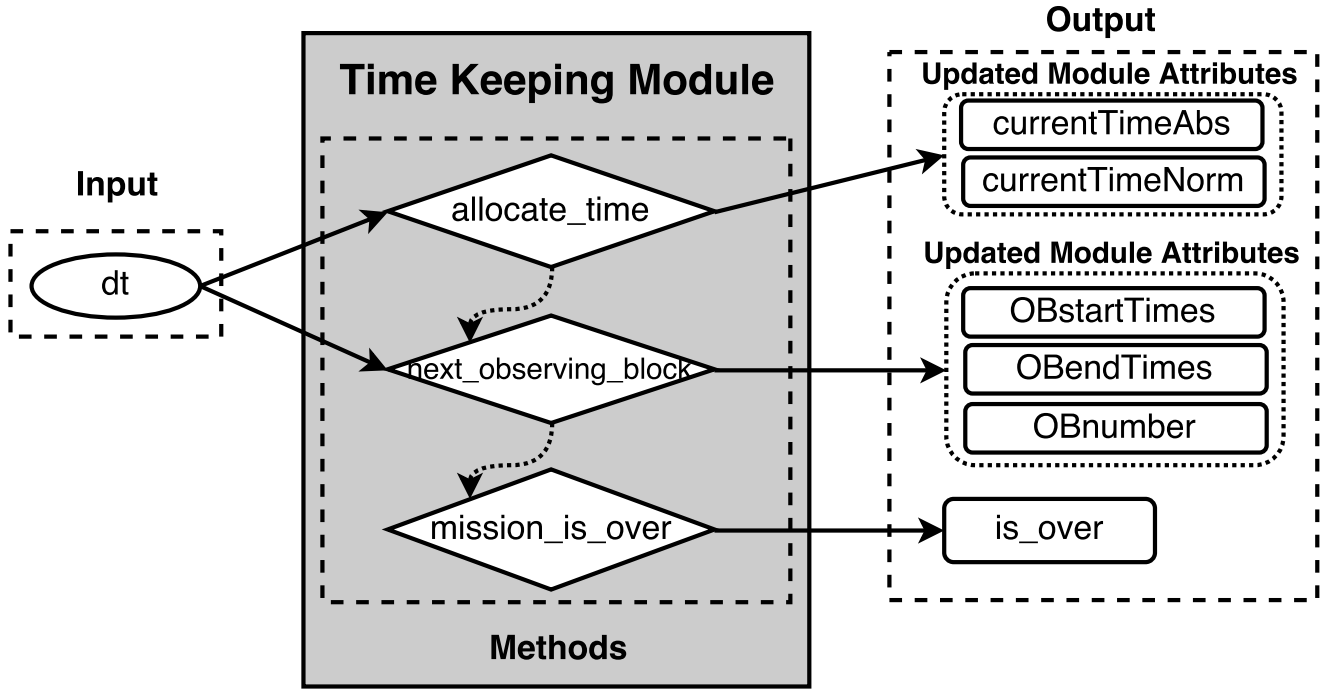 Input
dt
Time Keeping Module
allocate_time
next_observing_block
mission_is_over
Methods
Output
Updated Module Attributes
currentTimeAbs
currentTimeNorm
Updated Module Attributes
OBstartTimes
OBendTimes
OBnumber
is_over